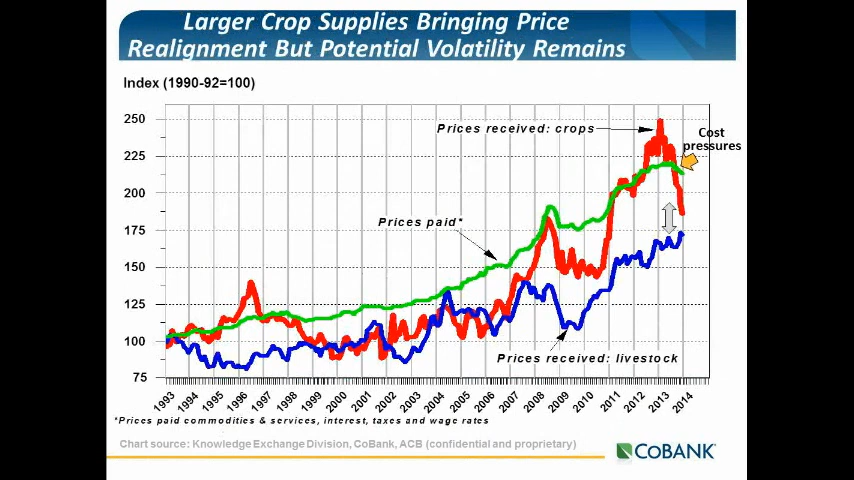 Larger Crop Supplies Bringing Price
Realignment But Potential Volatility Remains
Index (1990-92=100)
250
225
200
175
150
125
100
75
Prices received: crops
Cost
pressures
Prices paid*
Prices received: livestock
1993 1994 1995 1996 1997 1998 1999 2000 2001 2002 2003 2004 2005 2006 2007 2008 2009 2010 2011 2012 2013 2014
*Prices paid commodities & services, interest, taxes and wage rates
Chart source: Knowledge Exchange Division, CoBank, ACB (confidential and proprietary)
COBANK